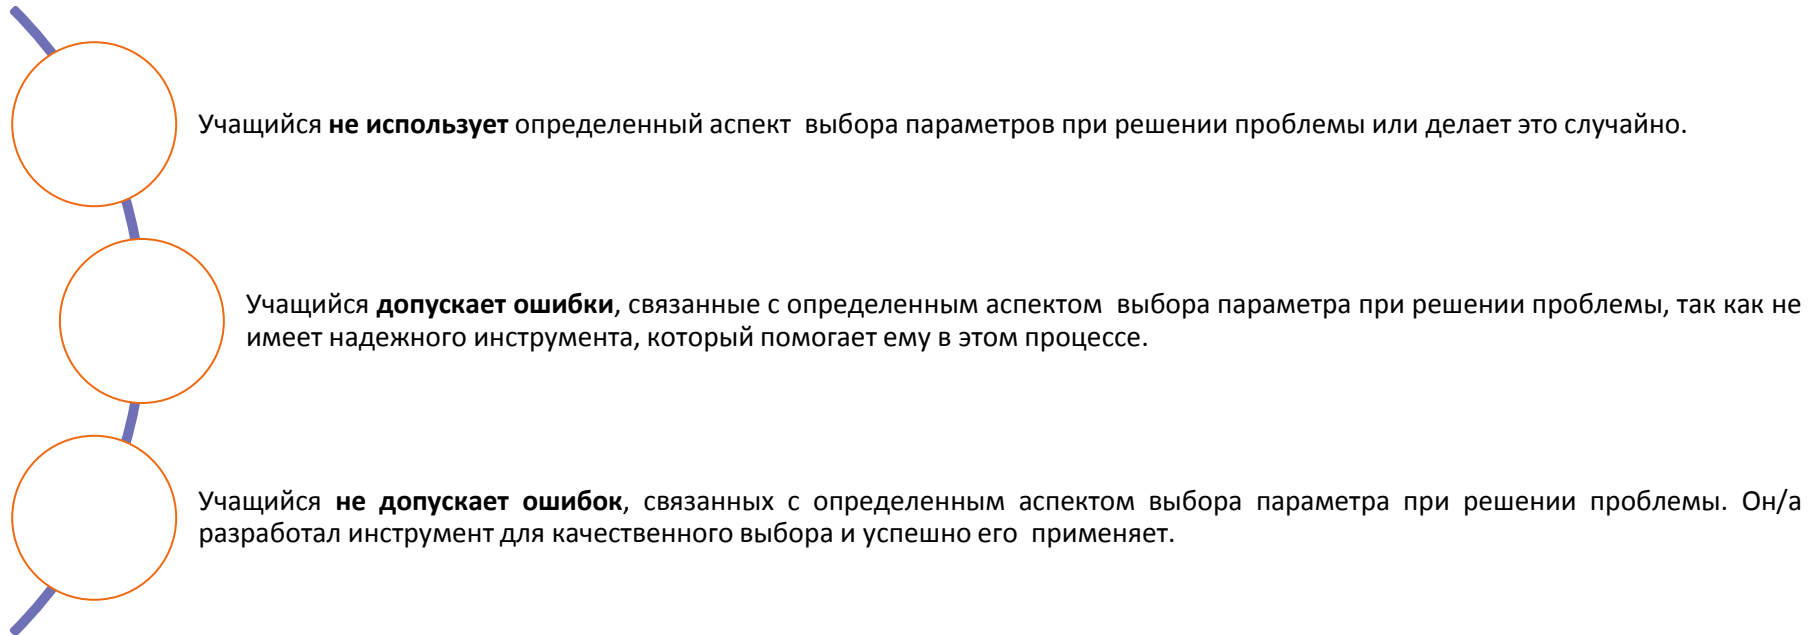 Учащийся не использует определенный аспект выбора параметров при решении проблемы или делает это случайно.
Учащийся допускает ошибки, связанные с определенным аспектом выбора параметра при решении проблемы, так как не
имеет надежного инструмента, который помогает ему в этом процессе.
Учащийся не допускает ошибок, связанных с определенным аспектом выбора параметра при решении проблемы. Он/а
разработал инструмент для качественного выбора и успешно его применяет.